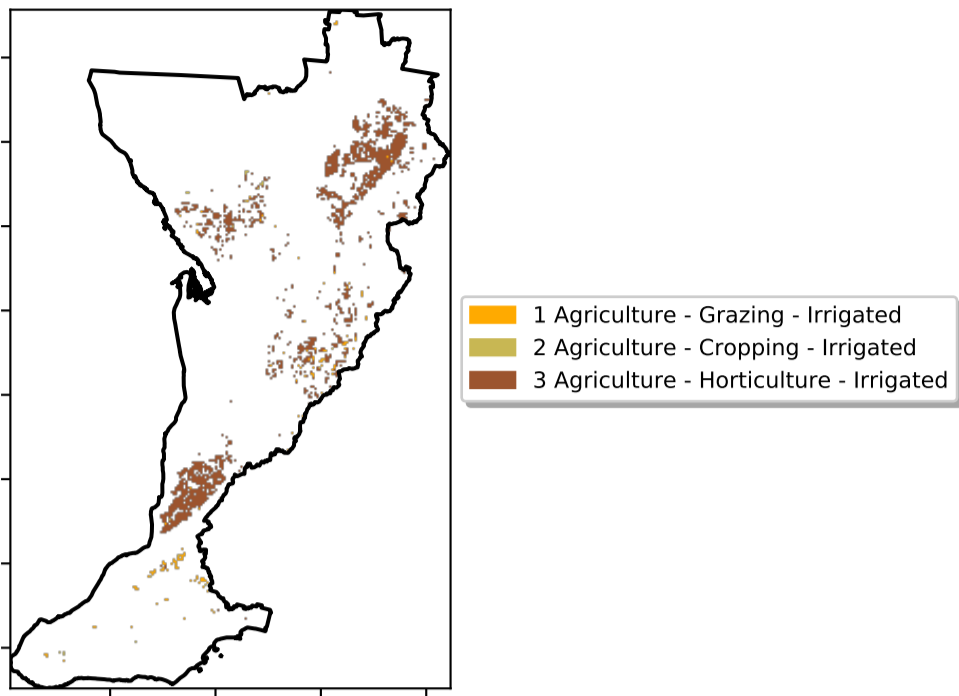 1 Agriculture - Grazing - Irrigated
2 Agriculture - Cropping - Irrigated
3 Agriculture - Horticulture - Irrigated